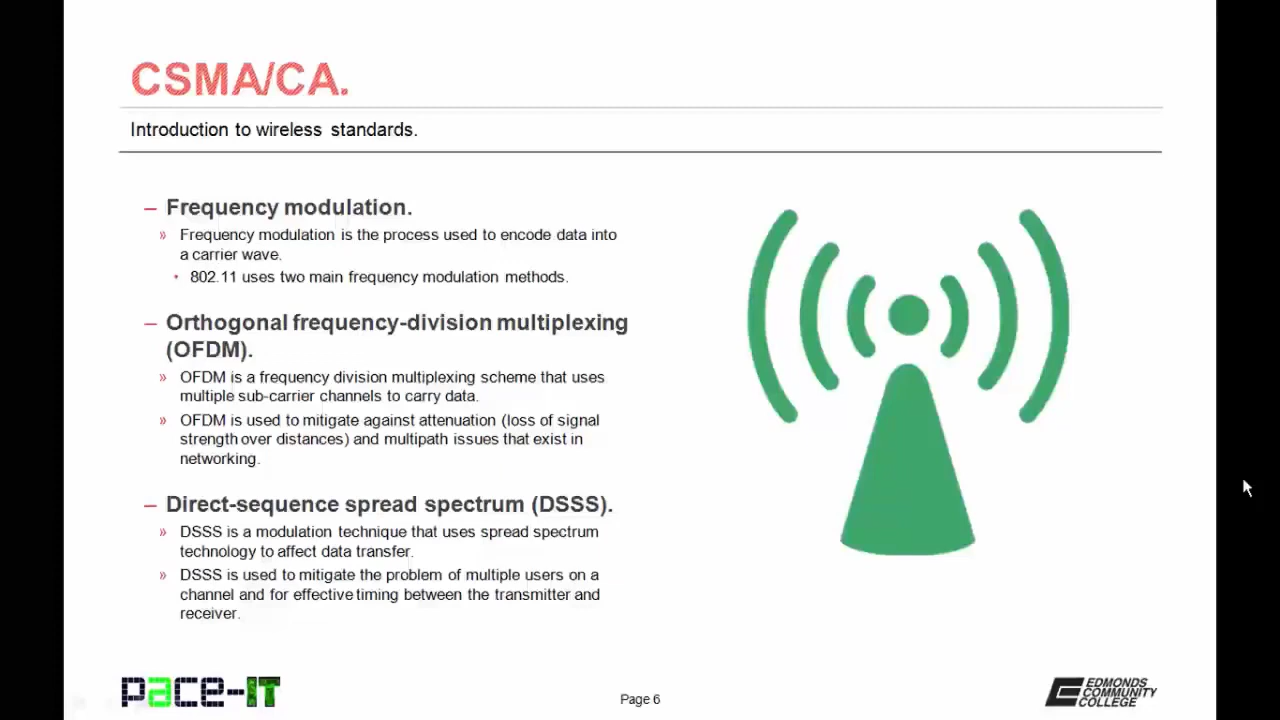 CSMA/CA.
Introduction to wireless standards.
– Frequency modulation.
» Frequency modulation is the process used to encode data into
a carrier wave.
• 802.11 uses two main frequency modulation methods.
– Orthogonal frequency-division multiplexing
(OFDM).
» OFDM is a frequency division multiplexing scheme that uses
multiple sub-carrier channels to carry data.
» OFDM is used to mitigate against attenuation (loss of signal
strength over distances) and multipath issues that exist in
networking.
– Direct-sequence spread spectrum (DSSS).
» DSSS is a modulation technique that uses spread spectrum
technology to affect data transfer.
» DSSS is used to mitigate the problem of multiple users on a
channel and for effective timing between the transmitter and
receiver.
pace-IT
Page 6
EDMONDS
COMMUNITY
COLLEGE